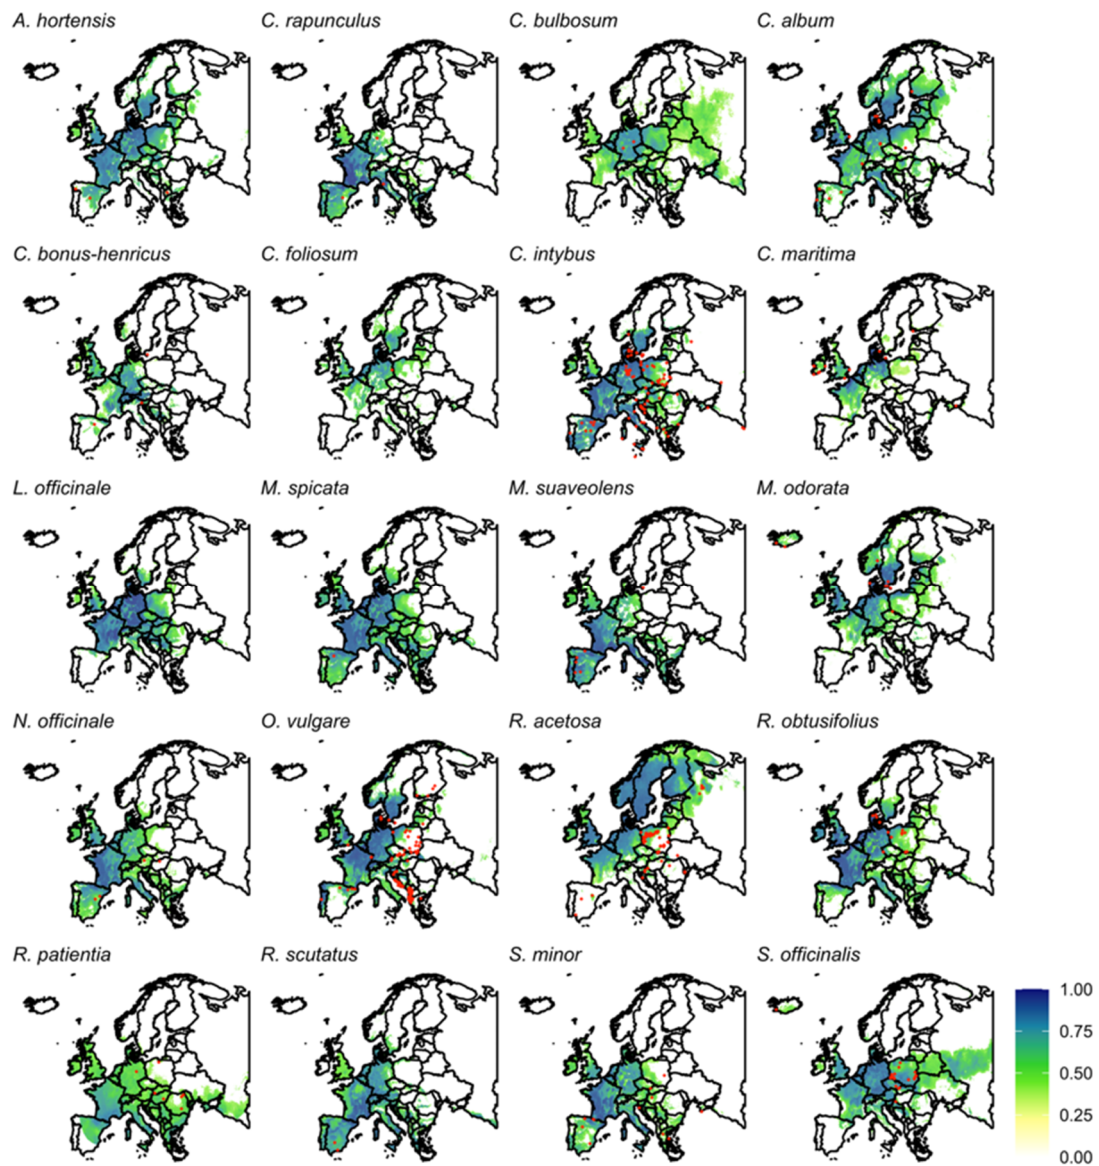 A. hortensis C. rapunculus C. bulbosum C. album
C. bonus-henricus C. foliosum C. intybus C. maritima
L. officinale M. spicata M. suaveolens M. odorata
N. officinale O. vulgare R. acetosa R. obtusifolius
R. patientia R. scutatus S. minor S. officinalis
1.00
0.75
0.50
0.25
0.00